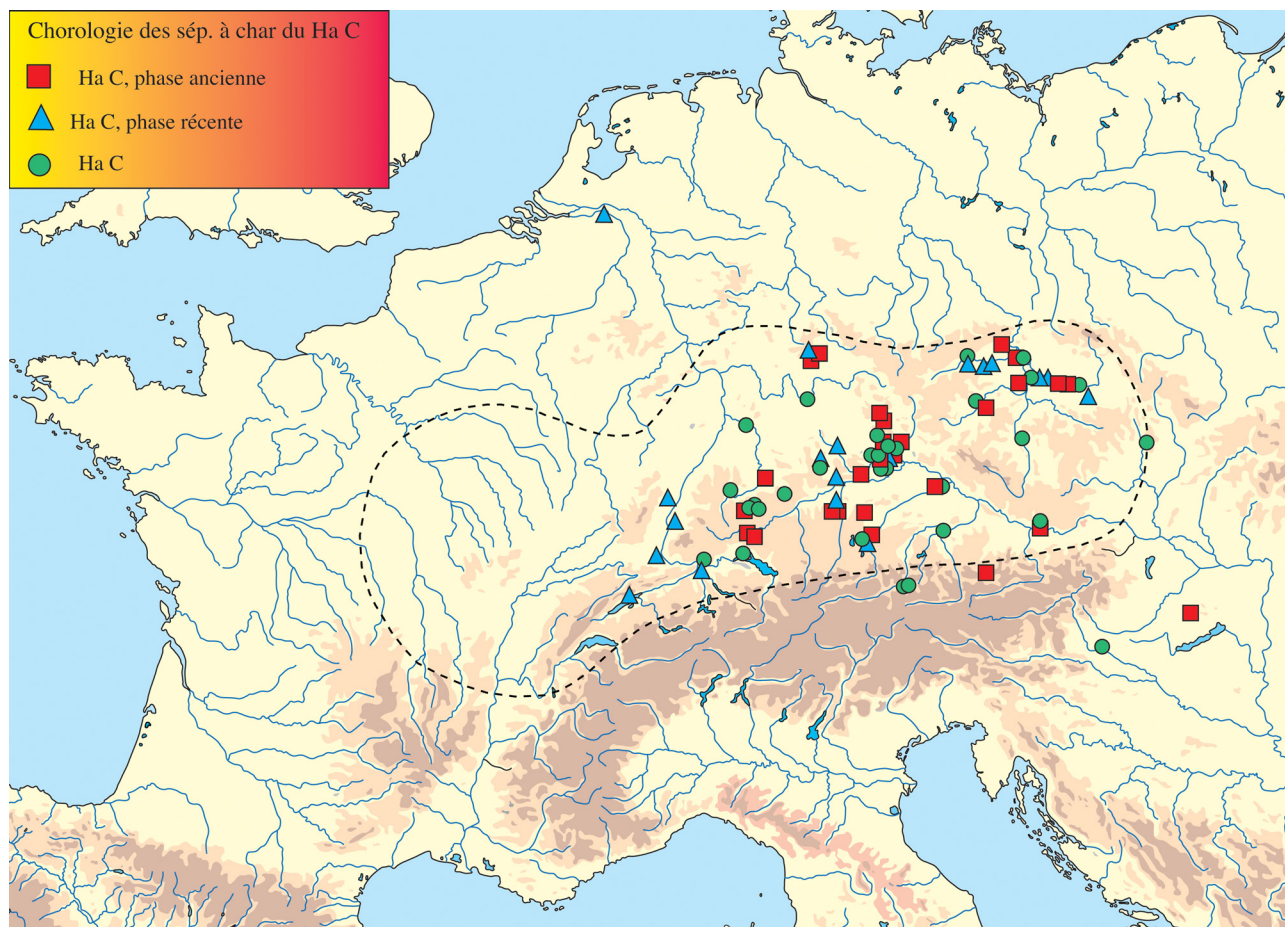 Chorologie des sép. à char du Ha C
Ha C, phase ancienne
Ha C, phase récente
Ha C